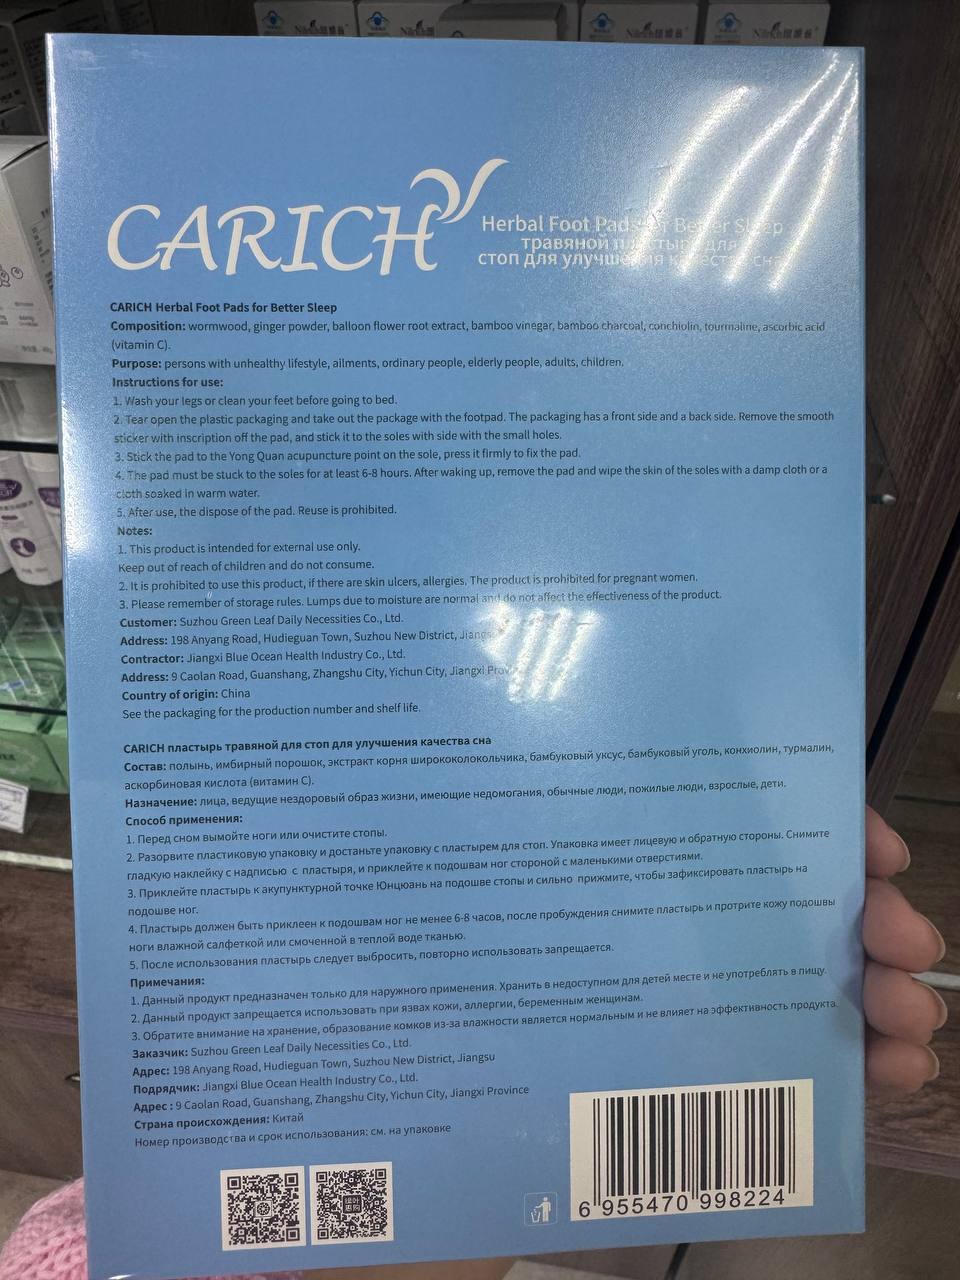 CARICH
Herbal Foot Pads for Better Sleep
травяной пластырь для
стоп для улучшения качества сна
CARICH Herbal Foot Pads for Better Sleep
Composition: wormwood, ginger powder, balloon flower root extract, bamboo vinegar, bamboo charcoal, conchiolin, tourmaline, ascorbic acid
(vitamin C).
Purpose: persons with unhealthy lifestyle, ailments, ordinary people, elderly people, adults, children.
Instructions for use:
1. Wash your legs or clean your feet before going to bed.
2. Tear open the plastic packaging and take out the package with the footpad. The packaging has a front side and a back side. Remove the smooth
sticker with inscription off the pad, and stick it to the soles with side with the small holes.
3. Stick the pad to the Yong Quan acupuncture point on the sole, press it firmly to fix the pad.
4. The pad must be stuck to the soles for at least 6-8 hours. After waking up, remove the pad and wipe the skin of the soles with a damp cloth or a
cloth soaked in warm water.
5. After use, the dispose of the pad. Reuse is prohibited.
Notes:
1. This product is intended for external use only.
Keep out of reach of children and do not consume.
2. It is prohibited to use this product, if there are skin ulcers, allergies. The product is prohibited for pregnant women.
3. Please remember of storage rules. Lumps due to moisture are normal and do not affect the effectiveness of the product.
Customer: Suzhou Green Leaf Daily Necessities Co., Ltd.
Address: 198 Anyang Road, Hudieguan Town, Suzhou New District, Jiangsu
Contractor: Jiangxi Blue Ocean Health Industry Co., Ltd.
Address: 9 Caolan Road, Guanshang, Zhangshu City, Yichun City, Jiangxi Province
Country of origin: China
See the packaging for the production number and shelf life.
CARICH пластырь травяной для стоп для улучшения качества сна
Состав: полынь, имбирный порошок, экстракт корня ширококолокольчика, бамбуковый уксус, бамбуковый уголь, конхиолин, турмалин,
аскорбиновая кислота (витамин C).
Назначение: лица, ведущие нездоровый образ жизни, имеющие недомогания, обычные люди, пожилые люди, взрослые, дети.
Способ применения:
1. Перед сном вымойте ноги или очистите стопы.
2. Разорвите пластиковую упаковку и достаньте упаковку с пластырем для стоп. Упаковка имеет лицевую и обратную стороны. Снимите
гладкую наклейку с надписью с пластыря, и приклейте к подошвам ног стороной с маленькими отверстиями.
3. Приклейте пластырь к акупунктурной точке Юнцюань на подошве стопы и сильно прижмите, чтобы зафиксировать пластырь на
подошве ног.
4. Пластырь должен быть приклеен к подошвам ног не менее 6-8 часов, после пробуждения снимите пластырь и протрите кожу подошвы
ноги влажной салфеткой или смоченной в теплой воде тканью.
5. После использования пластырь следует выбросить, повторно использовать запрещается.
Примечания:
1. Данный продукт предназначен только для наружного применения. Хранить в недоступном для детей месте и не употреблять в пищу.
2. Данный продукт запрещается использовать при язвах кожи, аллергии, беременным женщинам.
3. Обратите внимание на хранение, образование комков из-за влажности является нормальным и не влияет на эффективность продукта.
Заказчик: Suzhou Green Leaf Daily Necessities Co., Ltd.
Адрес: 198 Anyang Road, Hudieguan Town, Suzhou New District, Jiangsu
Подрядчик: Jiangxi Blue Ocean Health Industry Co., Ltd.
Адрес : 9 Caolan Road, Guanshang, Zhangshu City, Yichun City, Jiangxi Province
Страна происхождения: Китай
Номер производства и срок использования: см. на упаковке
6 955470 998224